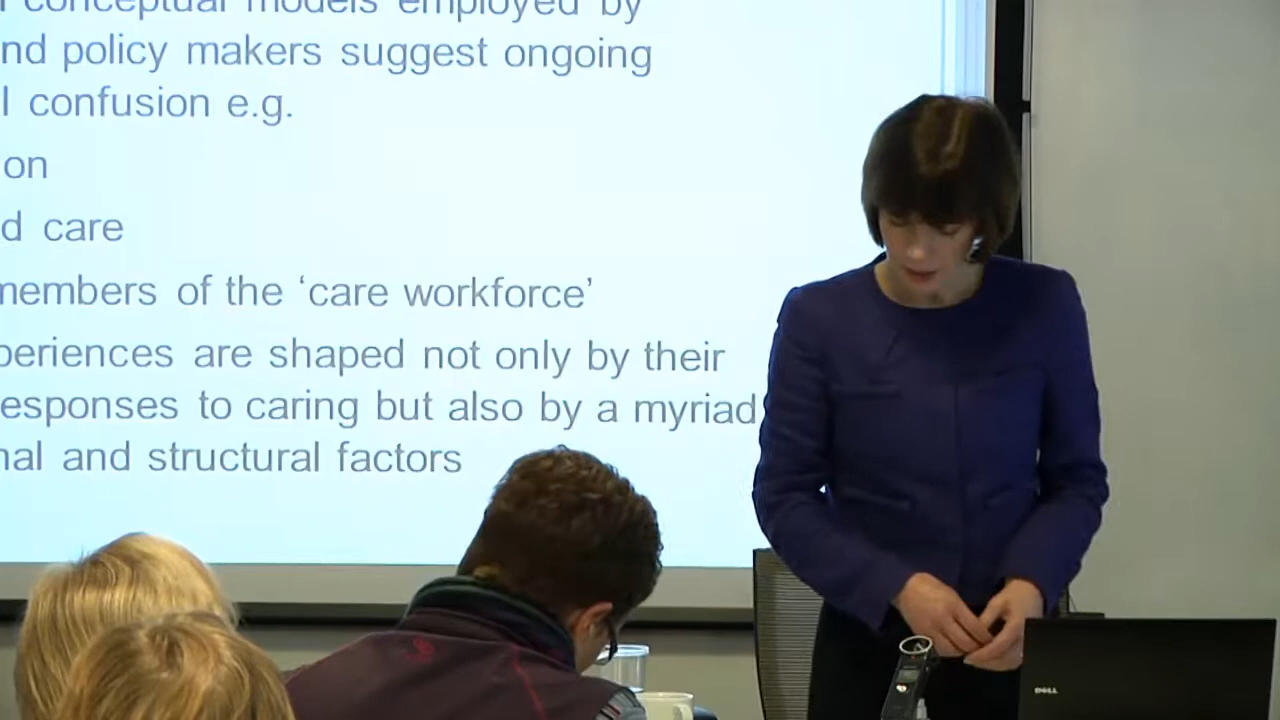 conceptual models employed by
nd policy makers suggest ongoing
l confusion e.g.
on
d care
members of the ‘care workforce’
periences are shaped not only by their
esponses to caring but also by a myriad
nal and structural factors
DELL